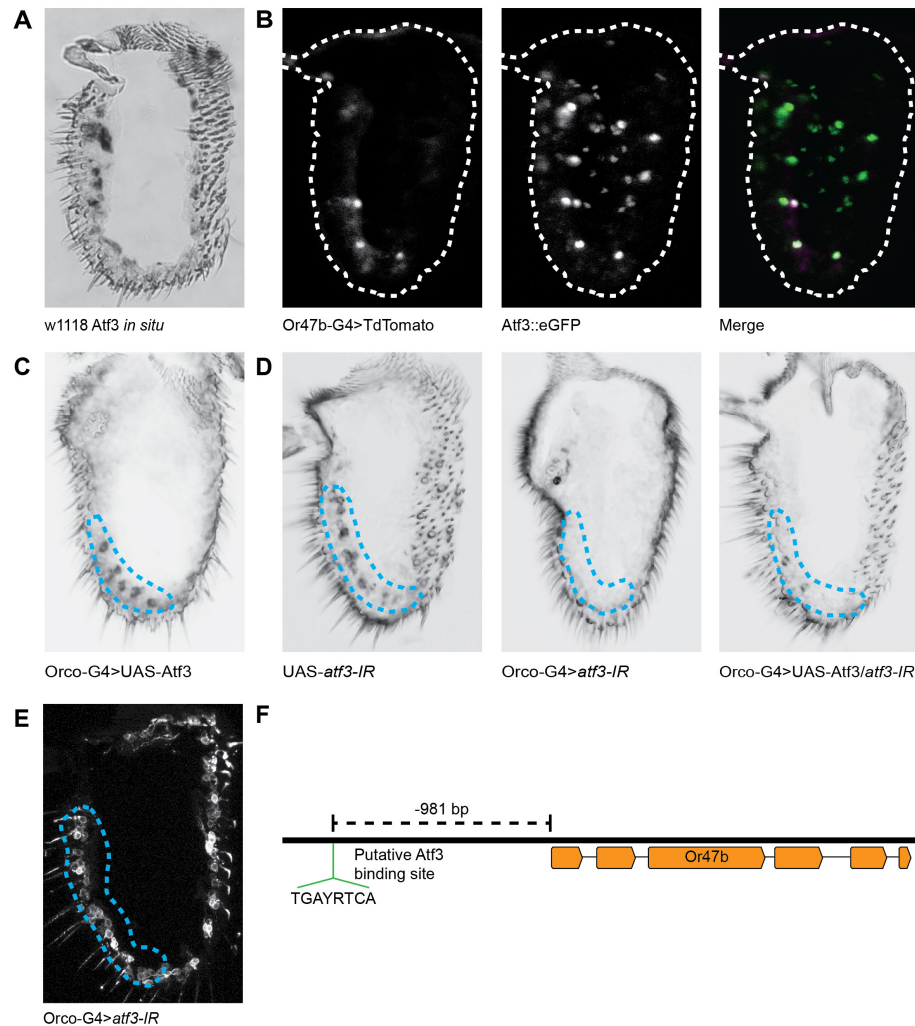 A
B
w1118 Atf3 in situ
Or47b-G4>TdTomato
Atf3::eGFP
Merge
C
D
Orco-G4>UAS-Atf3
UAS-atf3-IR
Orco-G4>atf3-IR
Orco-G4>UAS-Atf3/atf3-IR
E
F
-981 bp
Or47b
Putative Atf3
binding site
TGAYRTCA
Orco-G4>atf3-IR